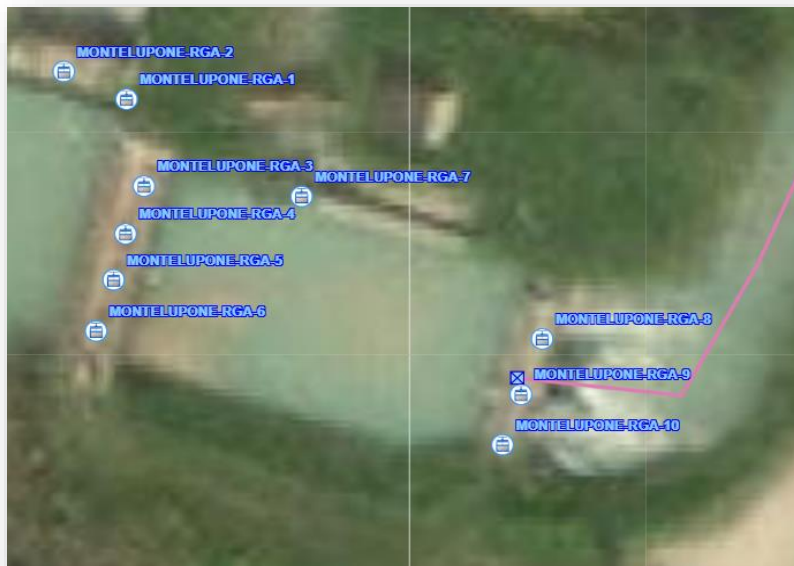 MONTELUPONE-RGA-2
MONTELUPONE-RGA-1
MONTELUPONE-RGA-3
MONTELUPONE-RGA-7
MONTELUPONE-RGA-4
MONTELUPONE-RGA-5
MONTELUPONE-RGA-6
MONTELUPONE-RGA-8
MONTELUPONE-RGA-9
MONTELUPONE-RGA-10